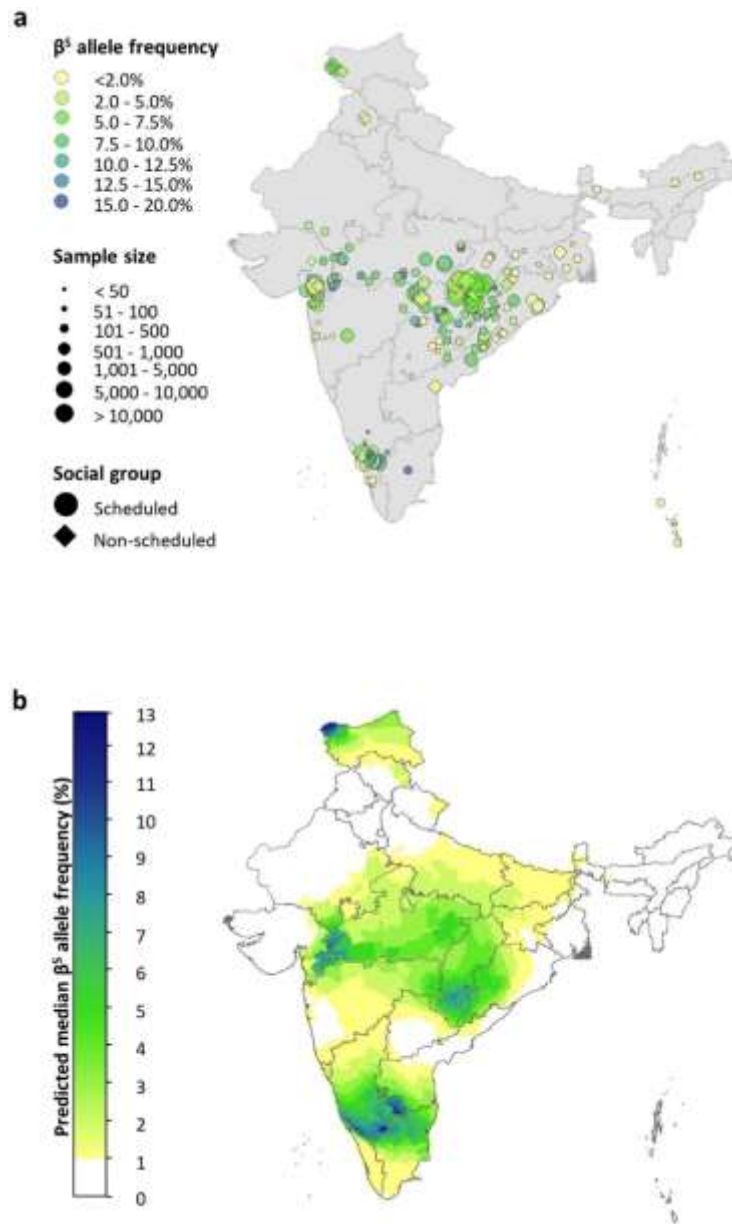 a
βˢ allele frequency
<2.0%
2.0 - 5.0%
5.0 - 7.5%
7.5 - 10.0%
10.0 - 12.5%
12.5 - 15.0%
15.0 - 20.0%
Sample size
< 50
51 - 100
101 - 500
501 - 1,000
1,001 - 5,000
5,000 - 10,000
> 10,000
Social group
Scheduled
Non-scheduled
b
Predicted median βˢ allele frequency (%)
13
12
11
10
9
8
7
6
5
4
3
2
1
0